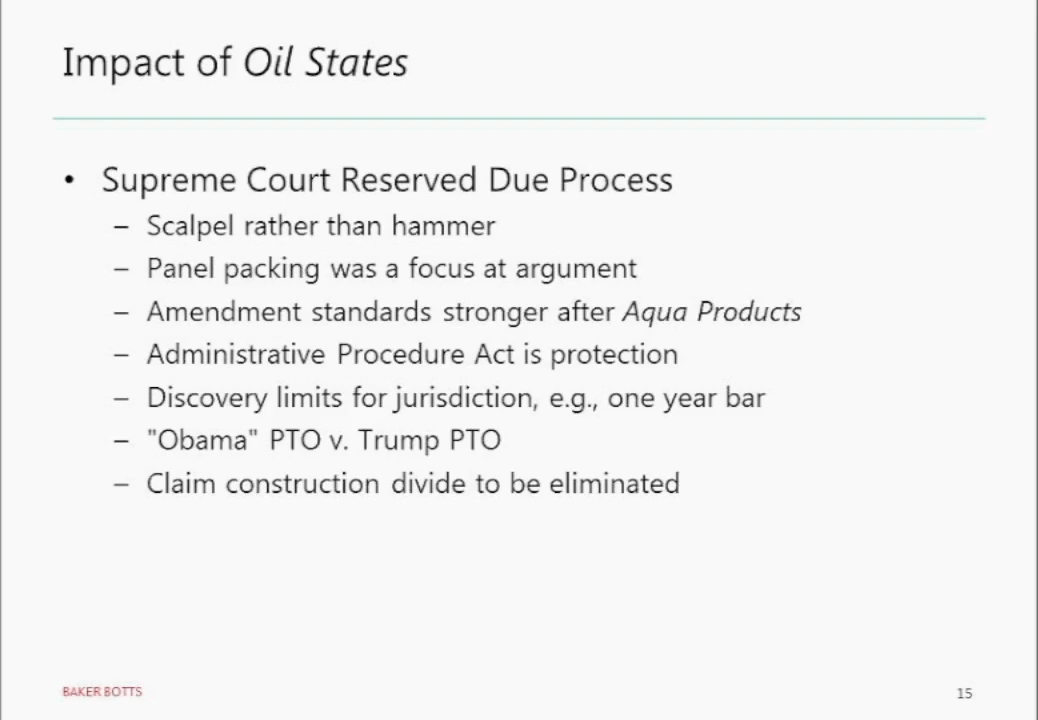 Impact of Oil States
• Supreme Court Reserved Due Process
– Scalpel rather than hammer
– Panel packing was a focus at argument
– Amendment standards stronger after Aqua Products
– Administrative Procedure Act is protection
– Discovery limits for jurisdiction, e.g., one year bar
– "Obama" PTO v. Trump PTO
– Claim construction divide to be eliminated
BAKER BOTTS
15